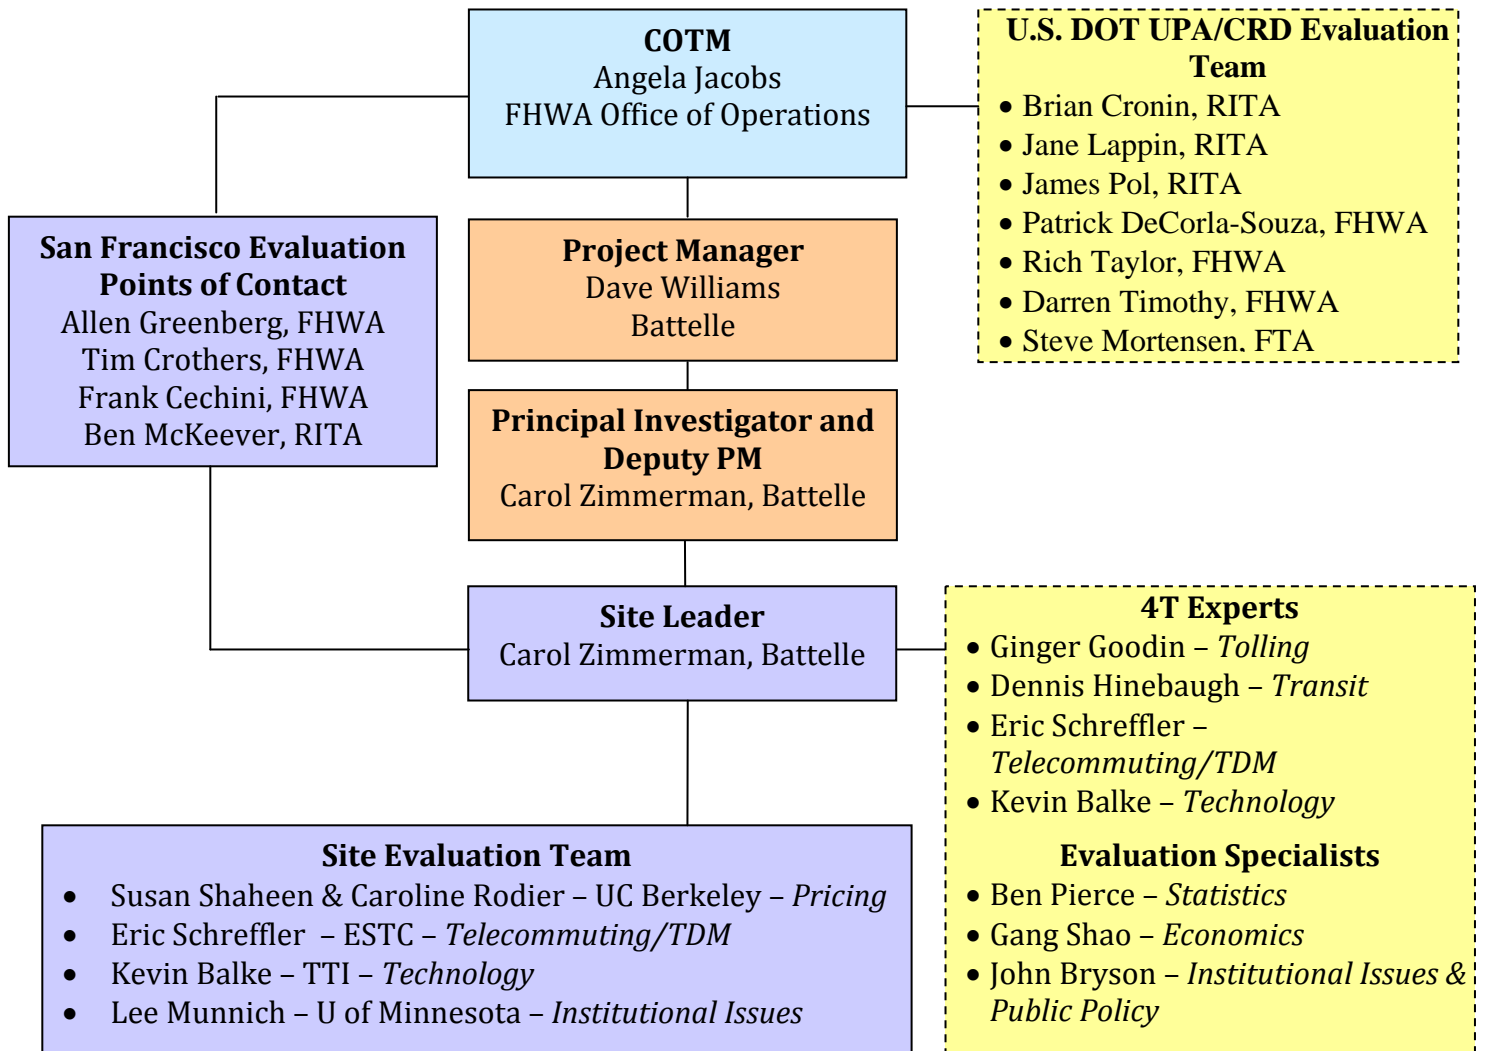 COTM
Angela Jacobs
FHWA Office of Operations
U.S. DOT UPA/CRD Evaluation
Team
• Brian Cronin, RITA
• Jane Lappin, RITA
• James Pol, RITA
• Patrick DeCorla-Souza, FHWA
• Rich Taylor, FHWA
• Darren Timothy, FHWA
• Steve Mortensen, FTA
San Francisco Evaluation
Points of Contact
Allen Greenberg, FHWA
Tim Crothers, FHWA
Frank Cechini, FHWA
Ben McKeever, RITA
Project Manager
Dave Williams
Battelle
Principal Investigator and
Deputy PM
Carol Zimmerman, Battelle
Site Leader
Carol Zimmerman, Battelle
4T Experts
• Ginger Goodin – Tolling
• Dennis Hinebaugh – Transit
• Eric Schreffler –
Telecommuting/TDM
• Kevin Balke – Technology
Evaluation Specialists
• Ben Pierce – Statistics
• Gang Shao – Economics
• John Bryson – Institutional Issues &
Public Policy
Site Evaluation Team
• Susan Shaheen & Caroline Rodier – UC Berkeley – Pricing
• Eric Schreffler – ESTC – Telecommuting/TDM
• Kevin Balke – TTI – Technology
• Lee Munnich – U of Minnesota – Institutional Issues